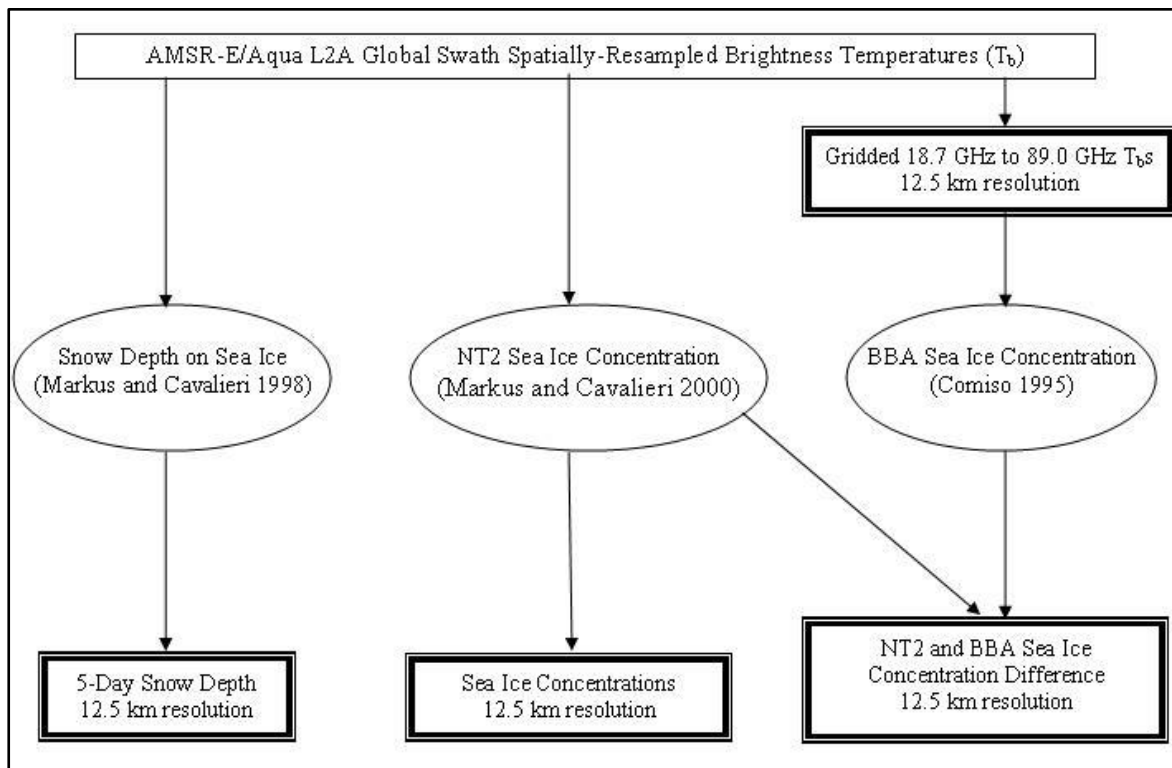 AMSR-E/Aqua L2A Global Swath Spatially-Resampled Brightness Temperatures (Tb)
Gridded 18.7 GHz to 89.0 GHz Tbs
12.5 km resolution
Snow Depth on Sea Ice
(Markus and Cavalieri 1998)
NT2 Sea Ice Concentration
(Markus and Cavalieri 2000)
BBA Sea Ice Concentration
(Comiso 1995)
5-Day Snow Depth
12.5 km resolution
Sea Ice Concentrations
12.5 km resolution
NT2 and BBA Sea Ice
Concentration Difference
12.5 km resolution